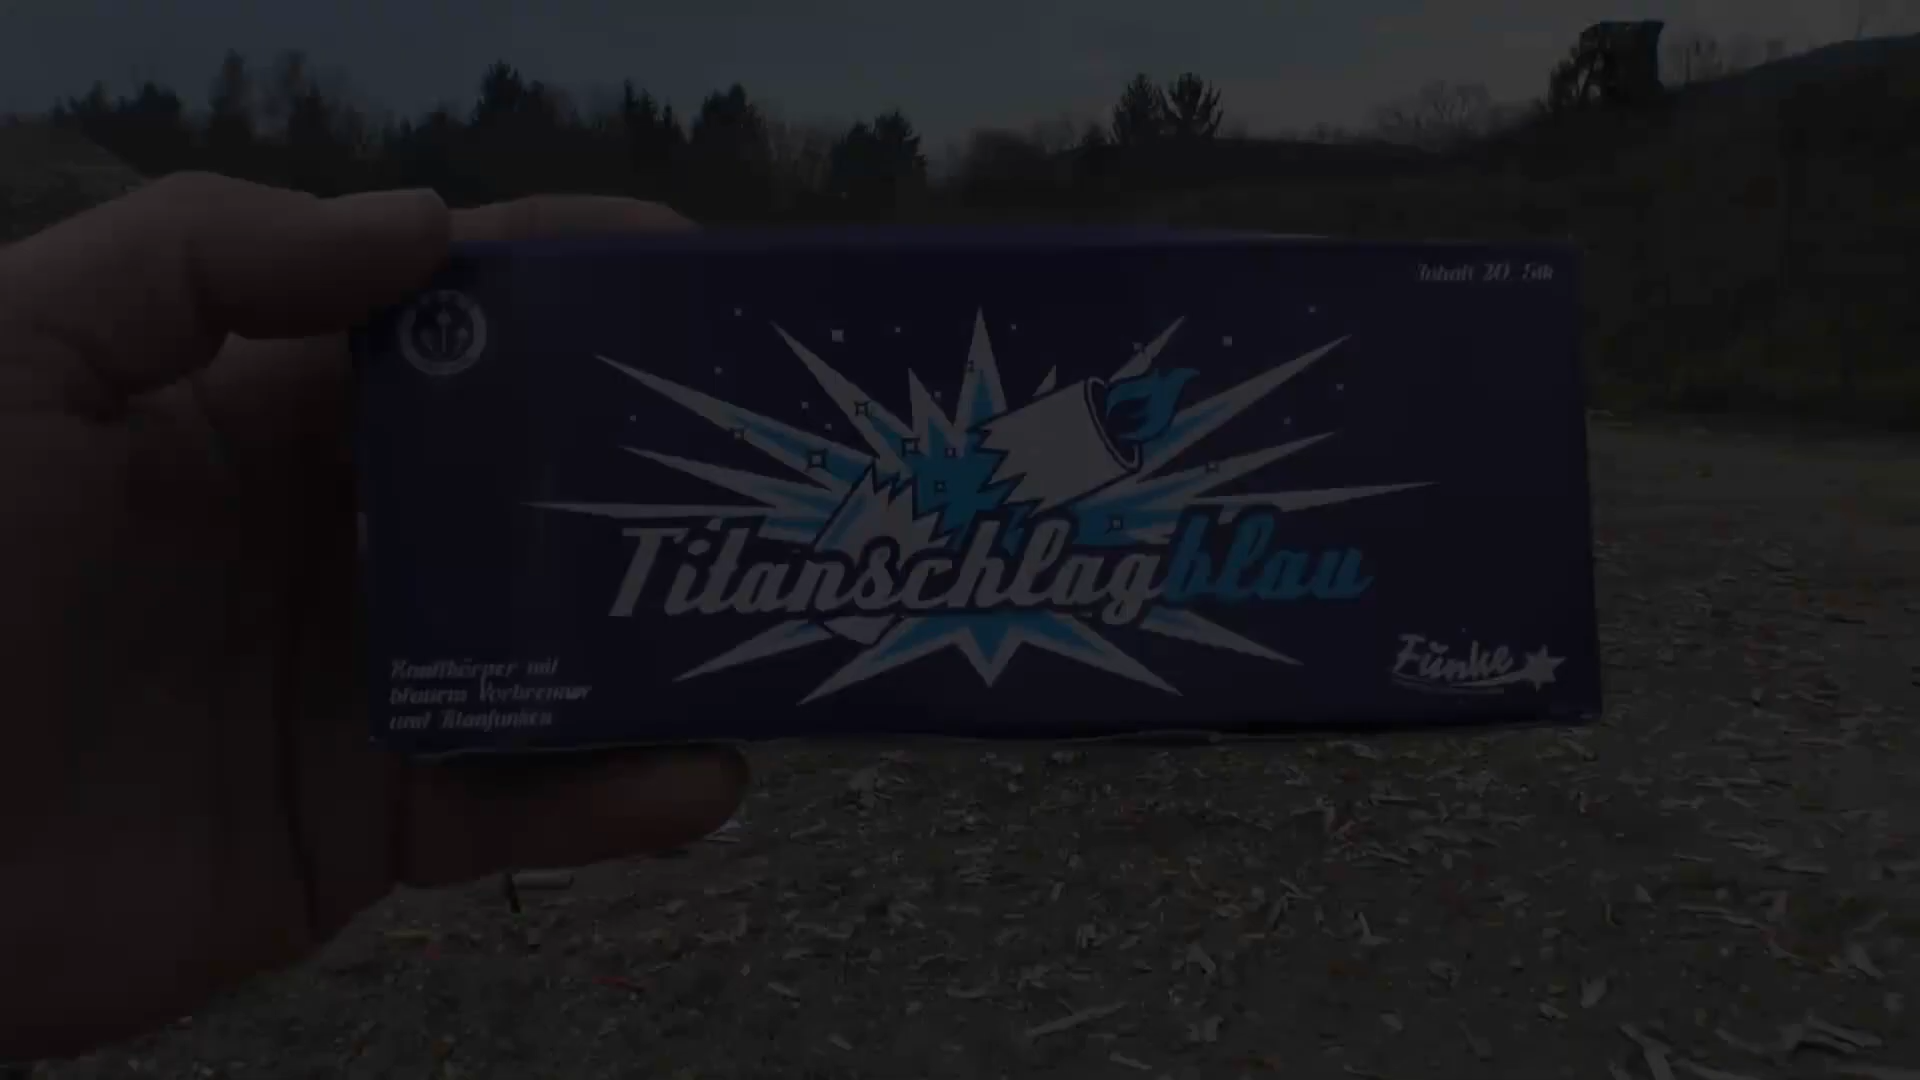 Inhalt 20 Stk
Titanschlagblau
Knallkörper mit
blauem Vorbrenner
und Titanfunken
Funke